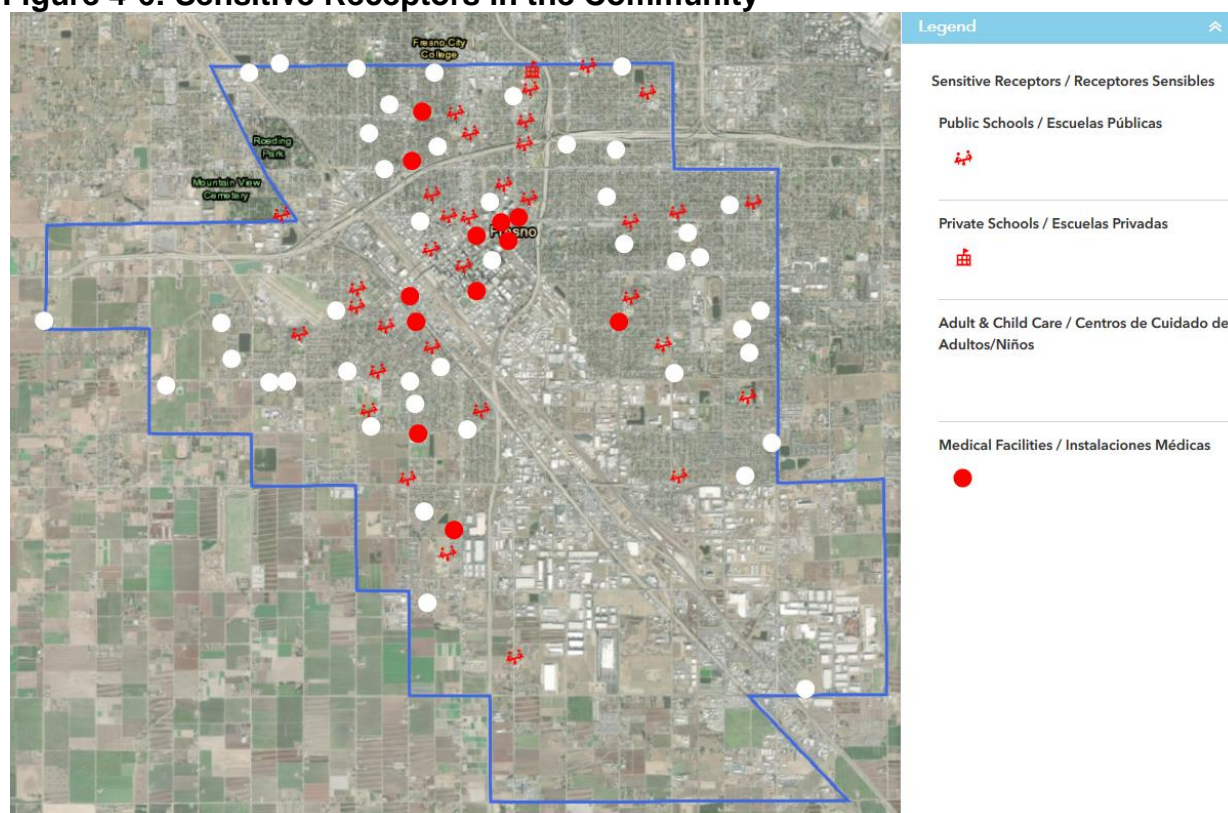 Figure 4-6: Sensitive Receptors in the Community
Fresno City
College
Roeding
Park
Mountain View
Cemetery
Fresno
Legend
Sensitive Receptors / Receptores Sensibles
Public Schools / Escuelas Públicas
Private Schools / Escuelas Privadas
Adult & Child Care / Centros de Cuidado de
Adultos/Niños
Medical Facilities / Instalaciones Médicas